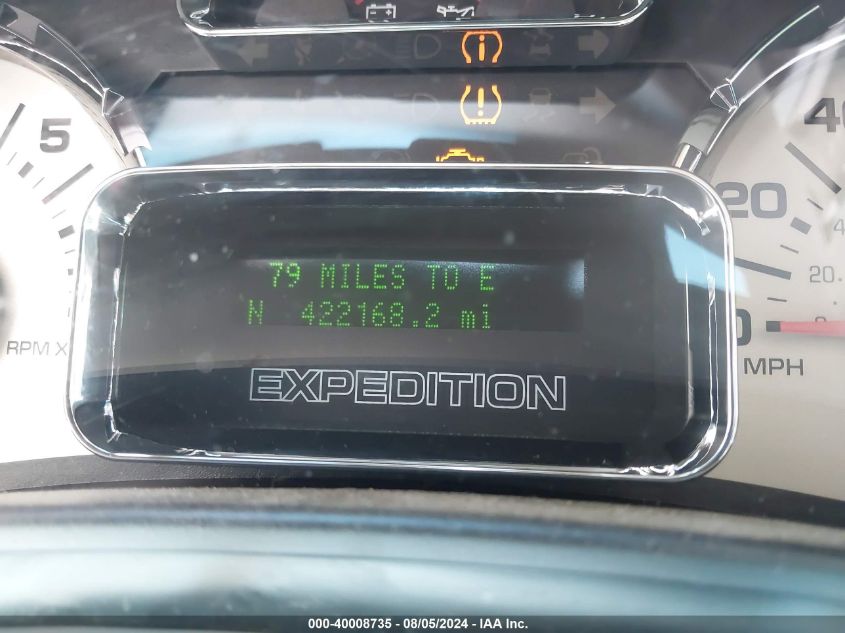 5
40
20
20
0
79 MILES TO E
N 422168.2 mi
RPM X
MPH
EXPEDITION
000-40008735 - 08/05/2024 - IAA Inc.